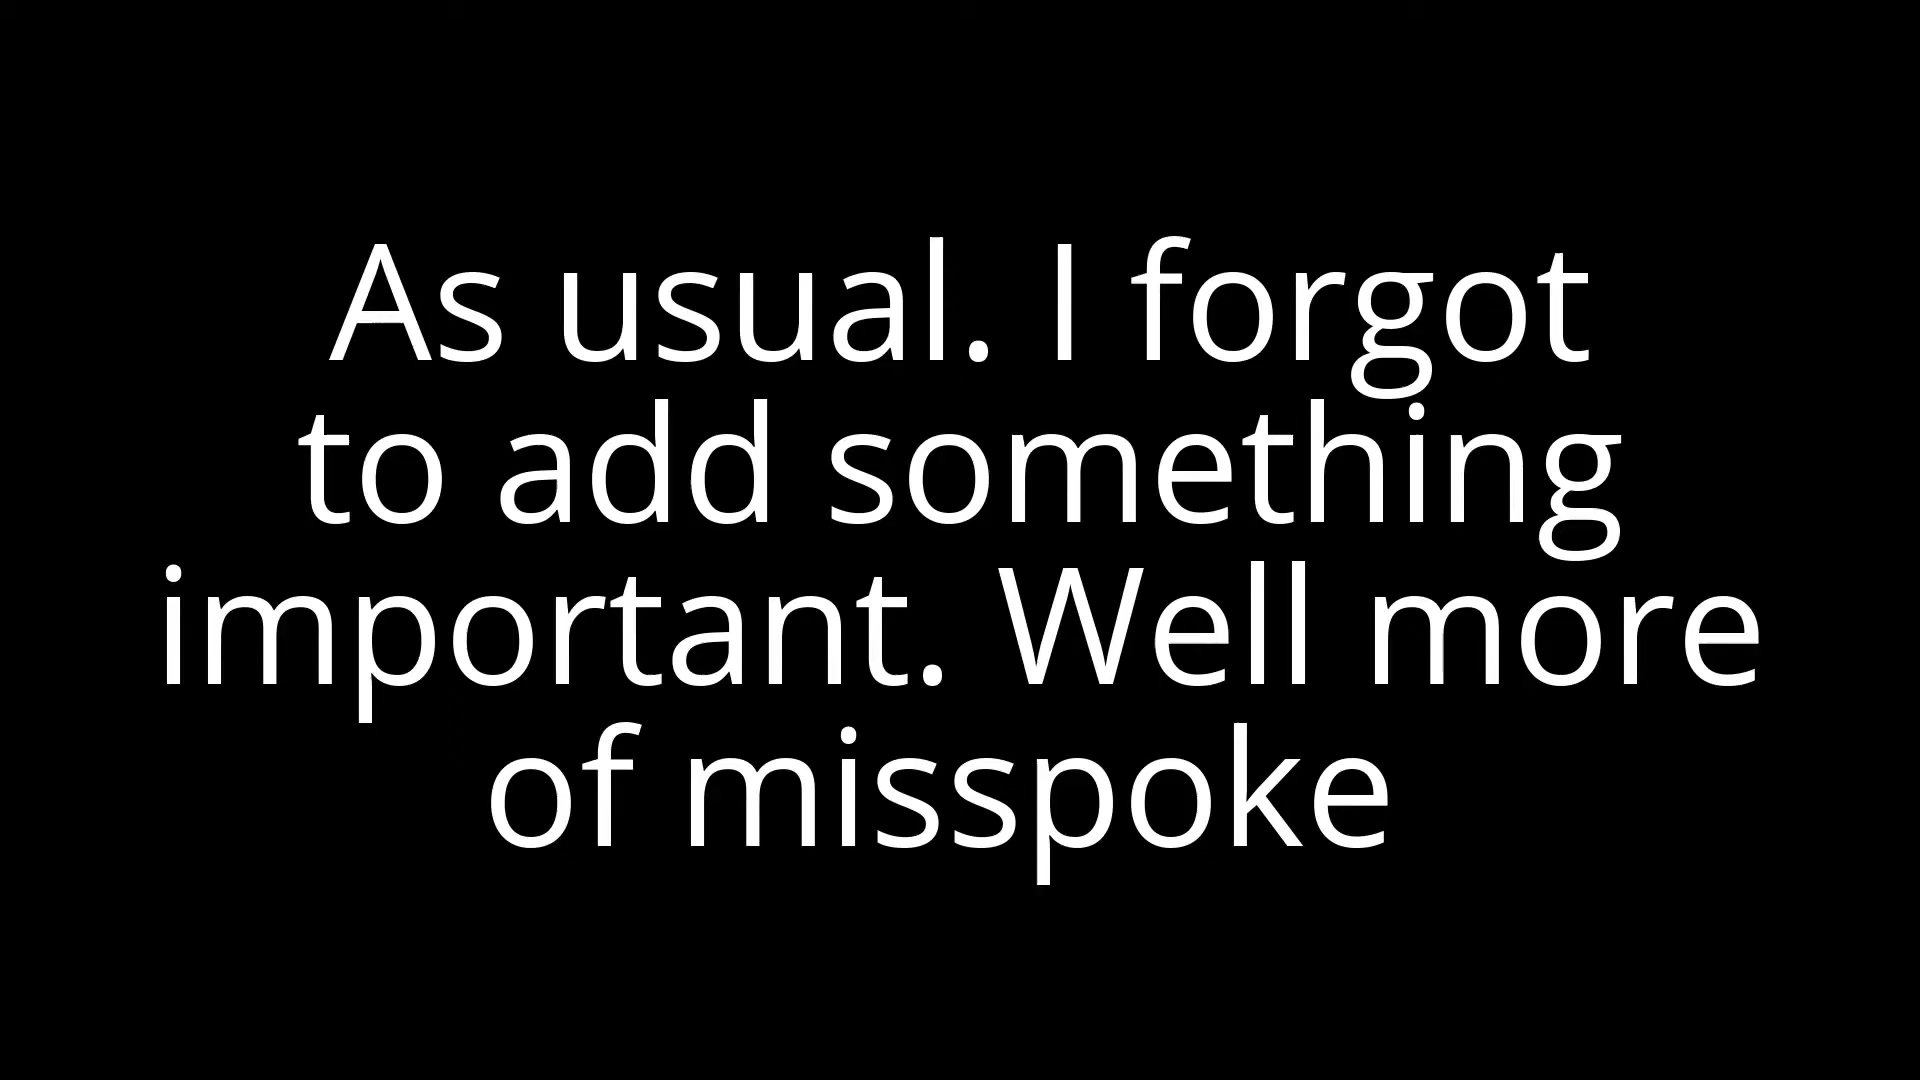 As usual. I forgot
to add something
important. Well more
of misspoke